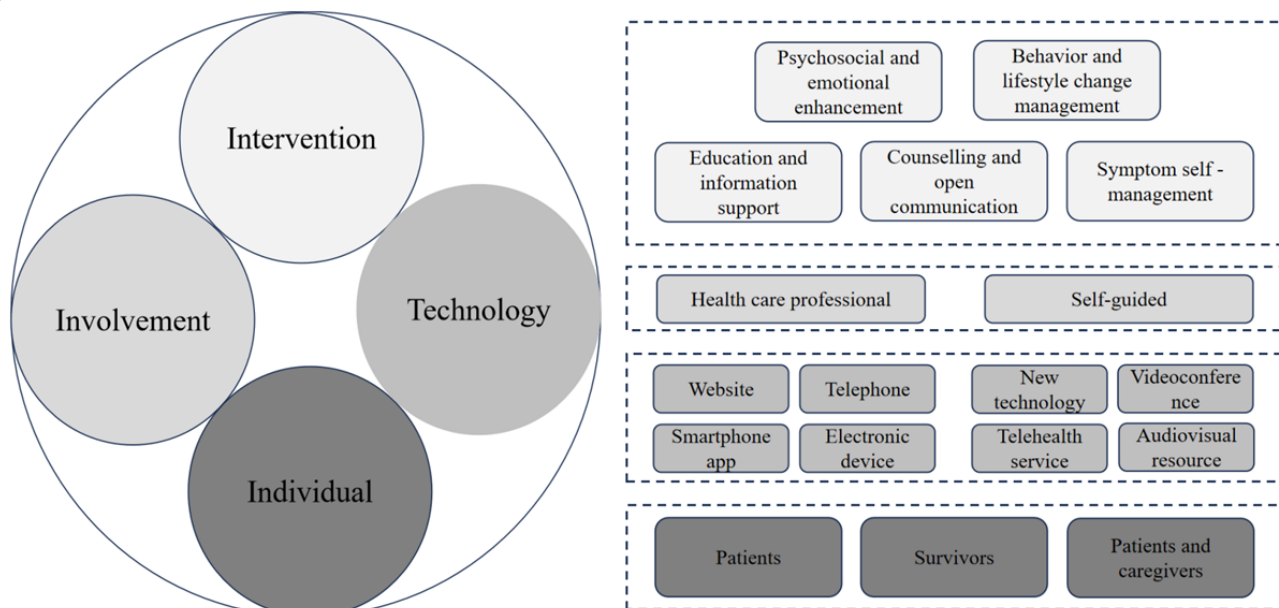 Intervention
Involvement
Technology
Individual
Psychosocial and
emotional
enhancement
Behavior and
lifestyle change
management
Education and
information
support
Counselling and
open
communication
Symptom self -
management
Health care professional
Self-guided
Website
Telephone
New
technology
Videoconfere
nce
Smartphone
app
Electronic
device
Telehealth
service
Audiovisual
resource
Patients
Survivors
Patients and
caregivers